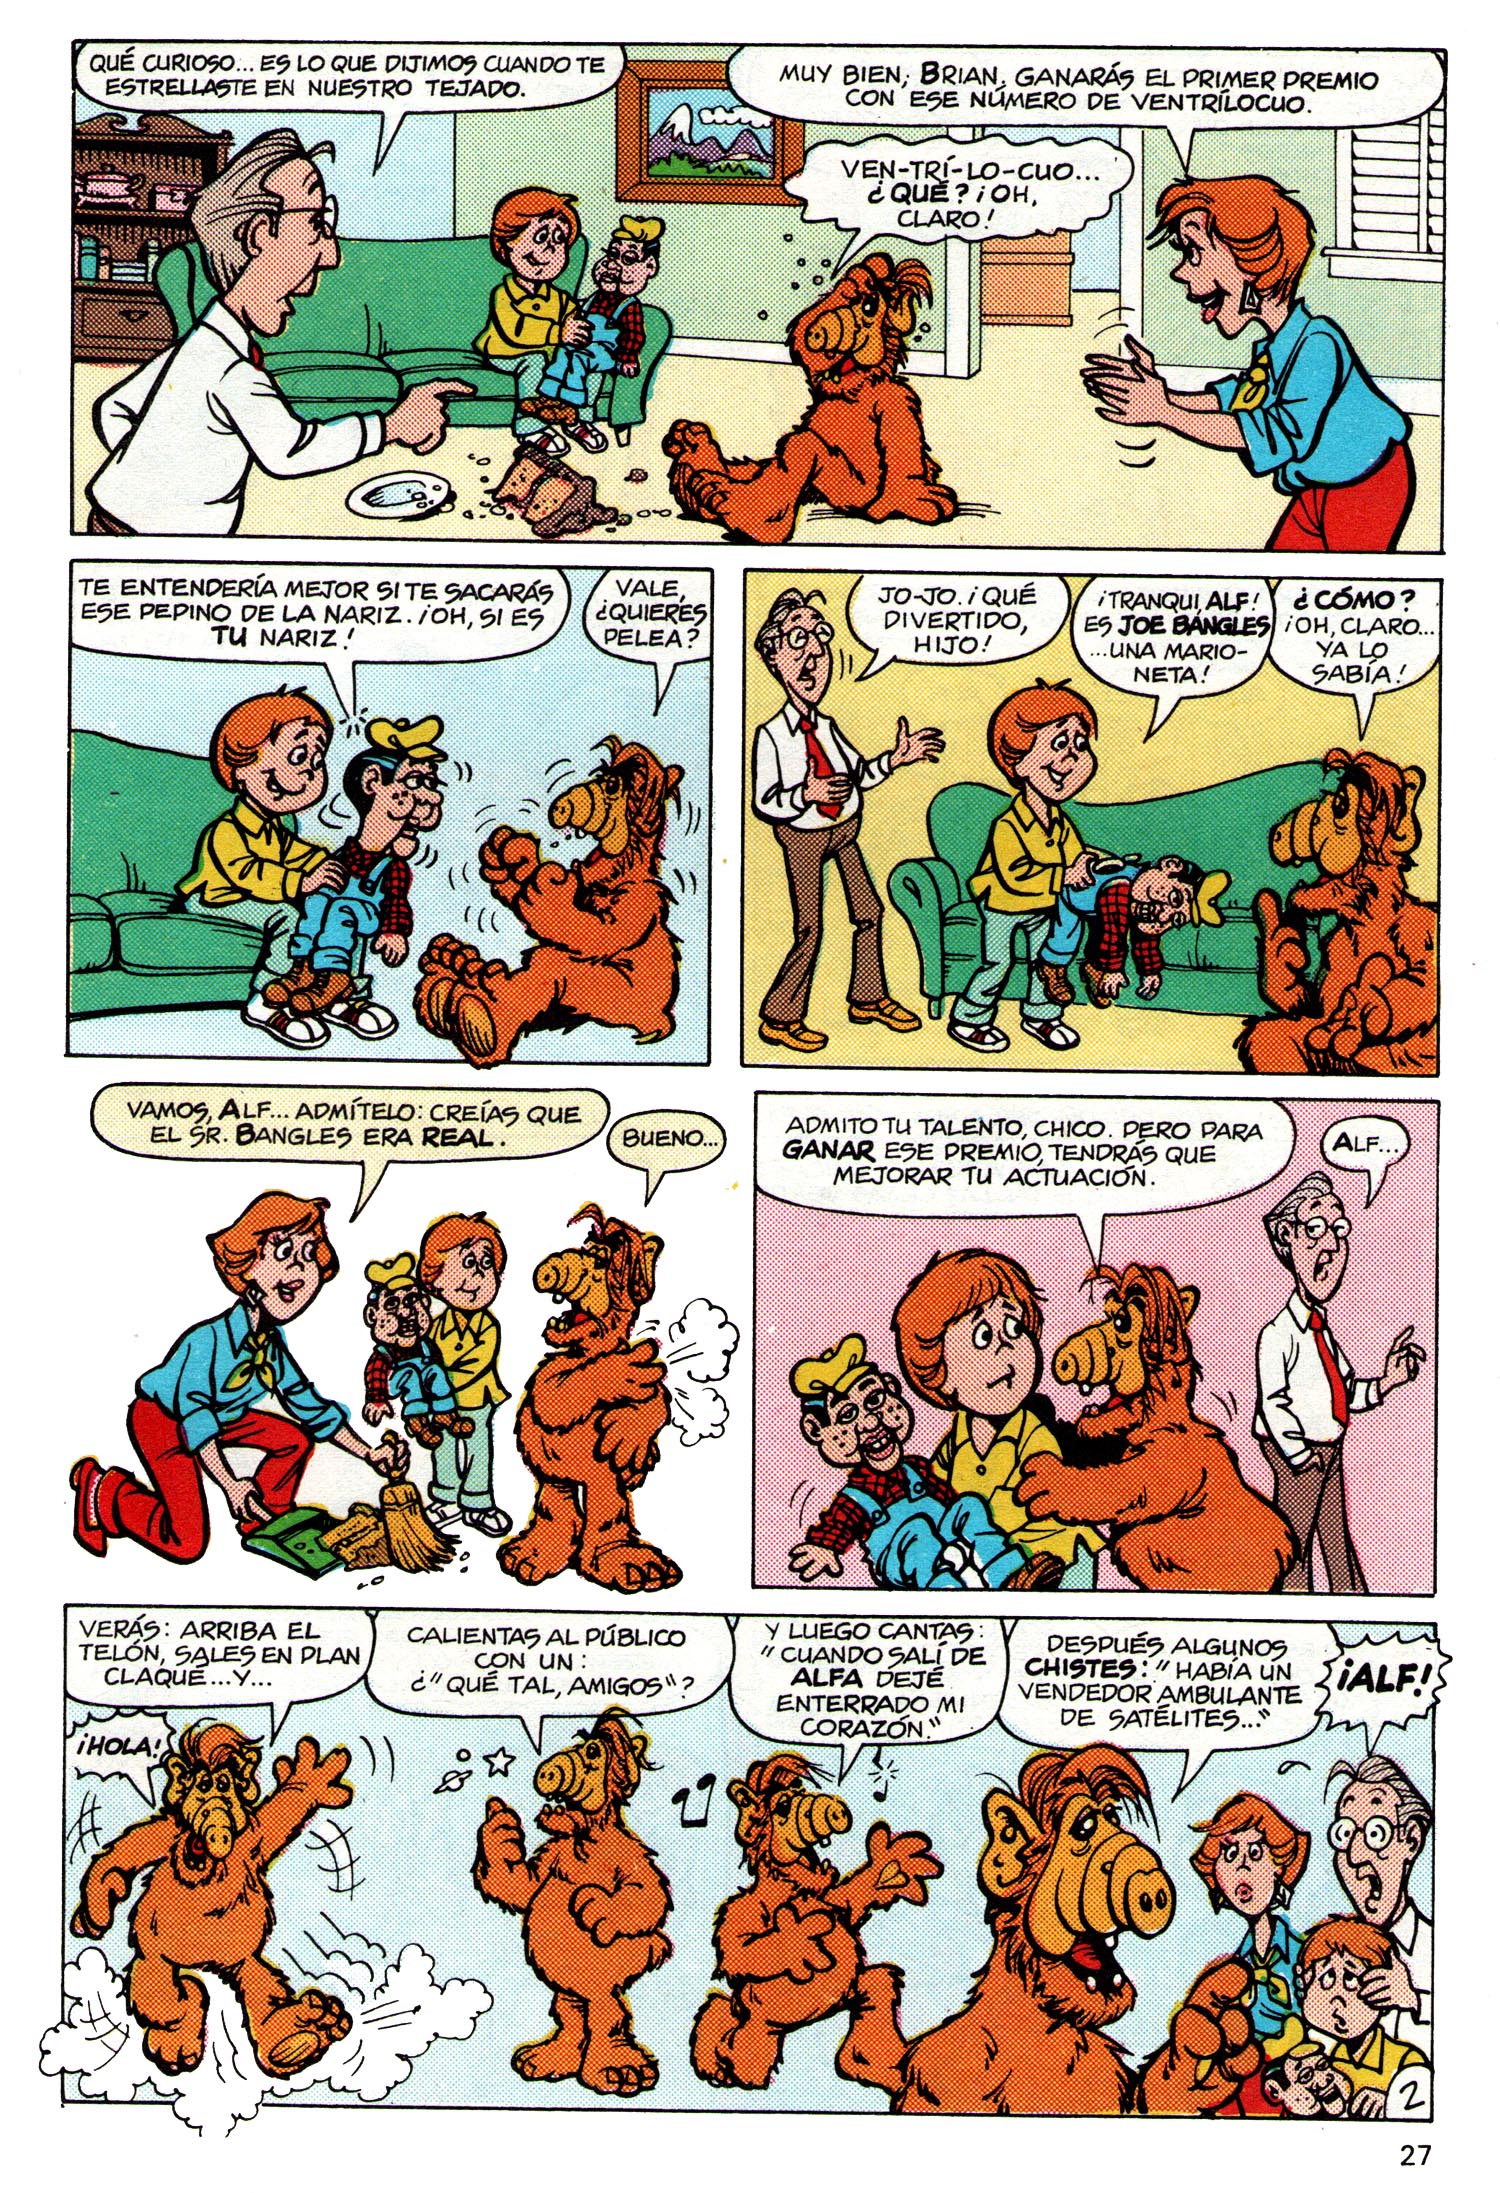 QUÉ CURIOSO... ES LO QUE DIJIMOS CUANDO TE
ESTRELLASTE EN NUESTRO TEJADO.
MUY BIEN, BRIAN. GANARÁS EL PRIMER PREMIO
CON ESE NÚMERO DE VENTRÍLOCUO.
VEN-TRÍ-LO-CUO...
¿QUÉ? ¡OH,
CLARO!
TE ENTENDERÍA MEJOR SI TE SACARÁS
ESE PEPINO DE LA NARIZ. ¡OH, SI ES
TU NARIZ!
VALE,
¿QUIERES
PELEA?
JO-JO. ¡QUÉ
DIVERTIDO,
HIJO!
¡TRANQUI, ALF!
ES JOE BANGLES
...UNA MARIO-
NETA!
¿CÓMO?
¡OH, CLARO...
YA LO
SABÍA!
VAMOS, ALF... ADMÍTELO: CREÍAS QUE
EL SR. BANGLES ERA REAL.
BUENO...
ADMITO TU TALENTO, CHICO. PERO PARA
GANAR ESE PREMIO, TENDRÁS QUE
MEJORAR TU ACTUACIÓN.
ALF...
VERÁS: ARRIBA EL
TELÓN, SALES EN PLAN
CLAQUÉ...Y...
¡HOLA!
CALIENTAS AL PÚBLICO
CON UN:
¿"QUÉ TAL, AMIGOS"?
Y LUEGO CANTAS:
"CUANDO SALÍ DE
ALFA DEJÉ
ENTERRADO MI
CORAZÓN."
DESPUÉS ALGUNOS
CHISTES: "HABÍA UN
VENDEDOR AMBULANTE
DE SATÉLITES..."
¡ALF!
2
27